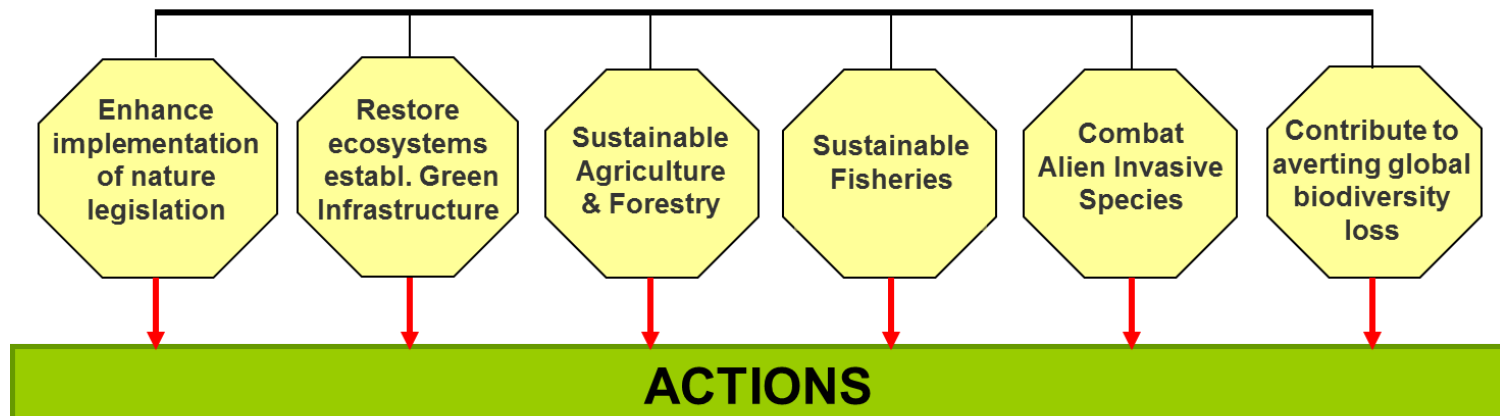 Enhance
implementation
of nature
legislation
Restore
ecosystems
establ. Green
Infrastructure
Sustainable
Agriculture
& Forestry
Sustainable
Fisheries
Combat
Alien Invasive
Species
Contribute to
averting global
biodiversity
loss
ACTIONS